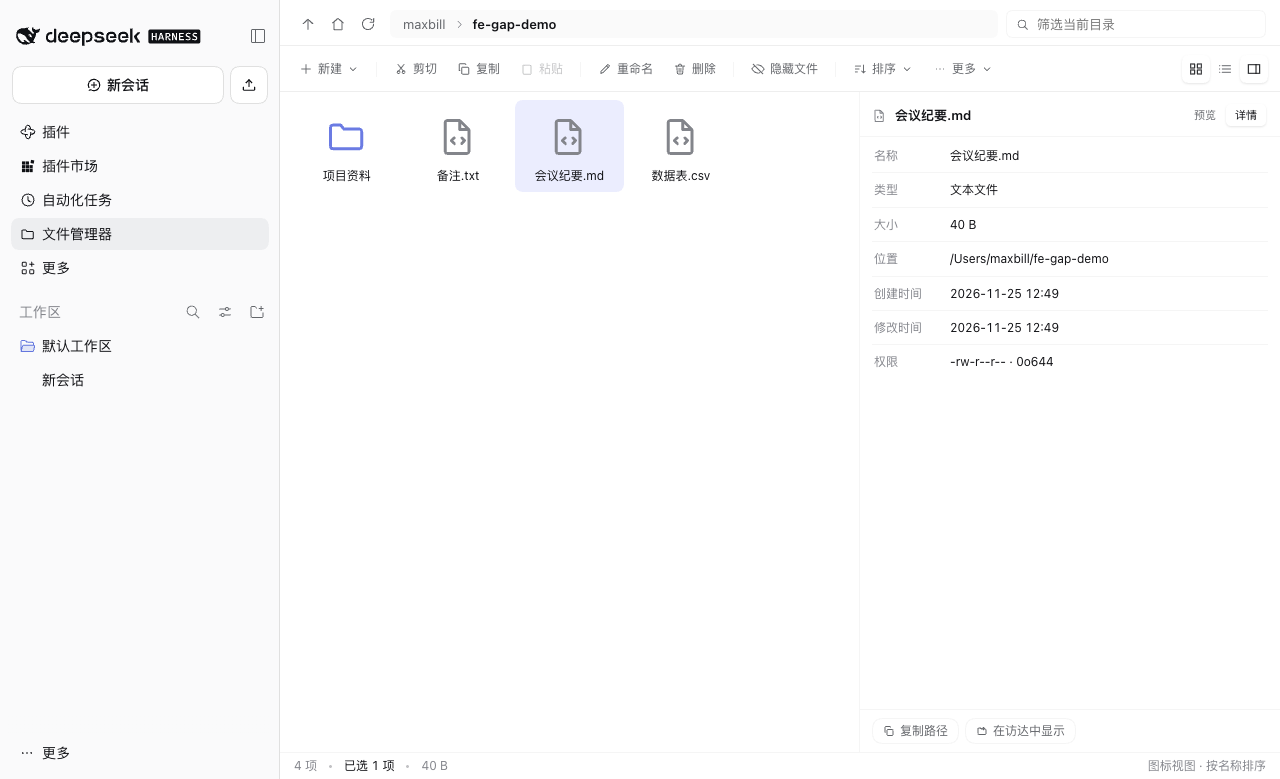 deepseek HARNESS
新会话
插件
插件市场
自动化任务
文件管理器
更多
工作区
默认工作区
新会话
更多
maxbill
fe-gap-demo
筛选当前目录
新建
剪切
复制
粘贴
重命名
删除
隐藏文件
排序
更多
项目资料
备注.txt
会议纪要.md
数据表.csv
会议纪要.md
预览
详情
名称 会议纪要.md
类型 文本文件
大小 40 B
位置 /Users/maxbill/fe-gap-demo
创建时间 2026-11-25 12:49
修改时间 2026-11-25 12:49
权限 -rw-r--r-- · 0o644
复制路径
在访达中显示
4 项 • 已选 1 项 • 40 B
图标视图 · 按名称排序